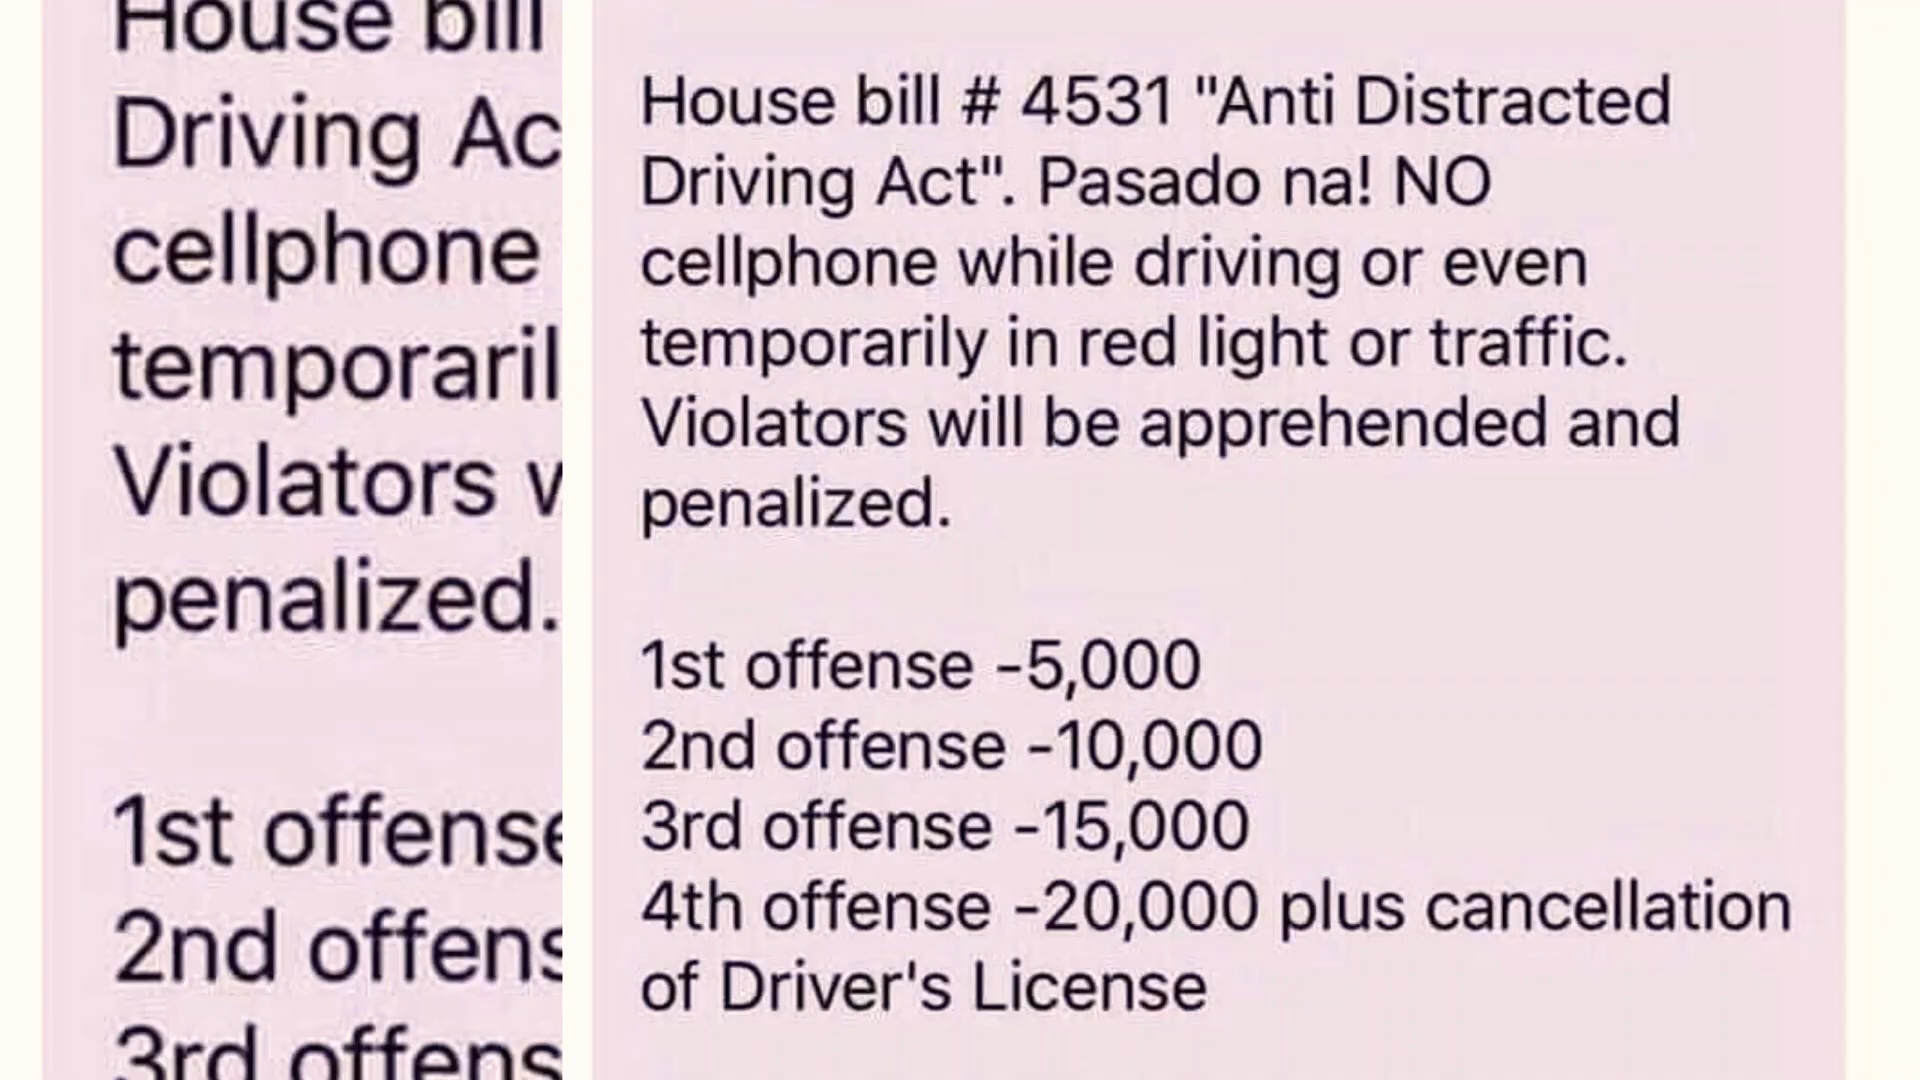 House bill
Driving Ac
cellphone
temporaril
Violators w
penalized.
1st offense
2nd offens
3rd offens
House bill # 4531 "Anti Distracted
Driving Act". Pasado na! NO
cellphone while driving or even
temporarily in red light or traffic.
Violators will be apprehended and
penalized.
1st offense -5,000
2nd offense -10,000
3rd offense -15,000
4th offense -20,000 plus cancellation
of Driver's License